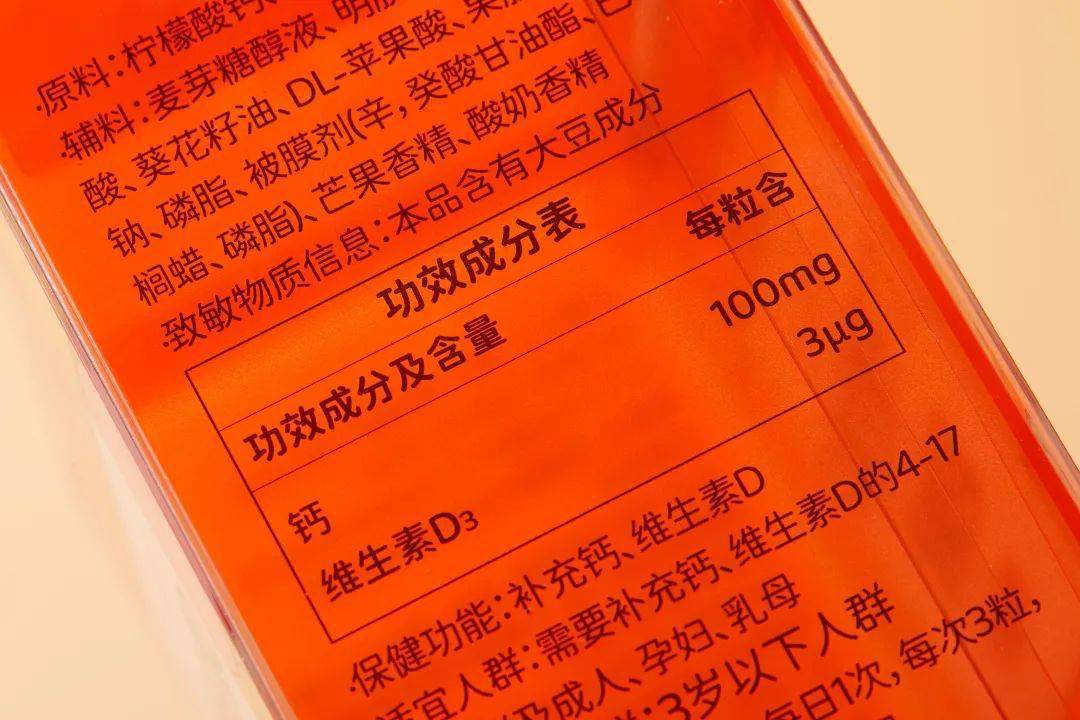 ·原料：柠檬酸钙、
·辅料：麦芽糖醇液、明胶
酸、葵花籽油、DL-苹果酸、果胶
钠、磷脂、被膜剂(辛，癸酸甘油酯、巴
榈蜡、磷脂)、芒果香精、酸奶香精
·致敏物质信息：本品含有大豆成分
功效成分表
功效成分及含量 每粒含
钙 100mg
维生素D3 3μg
·保健功能：补充钙、维生素D
适宜人群：需要补充钙、维生素D的4-17
及成人、孕妇、乳母
：3岁以下人群
每日1次，每次3粒，